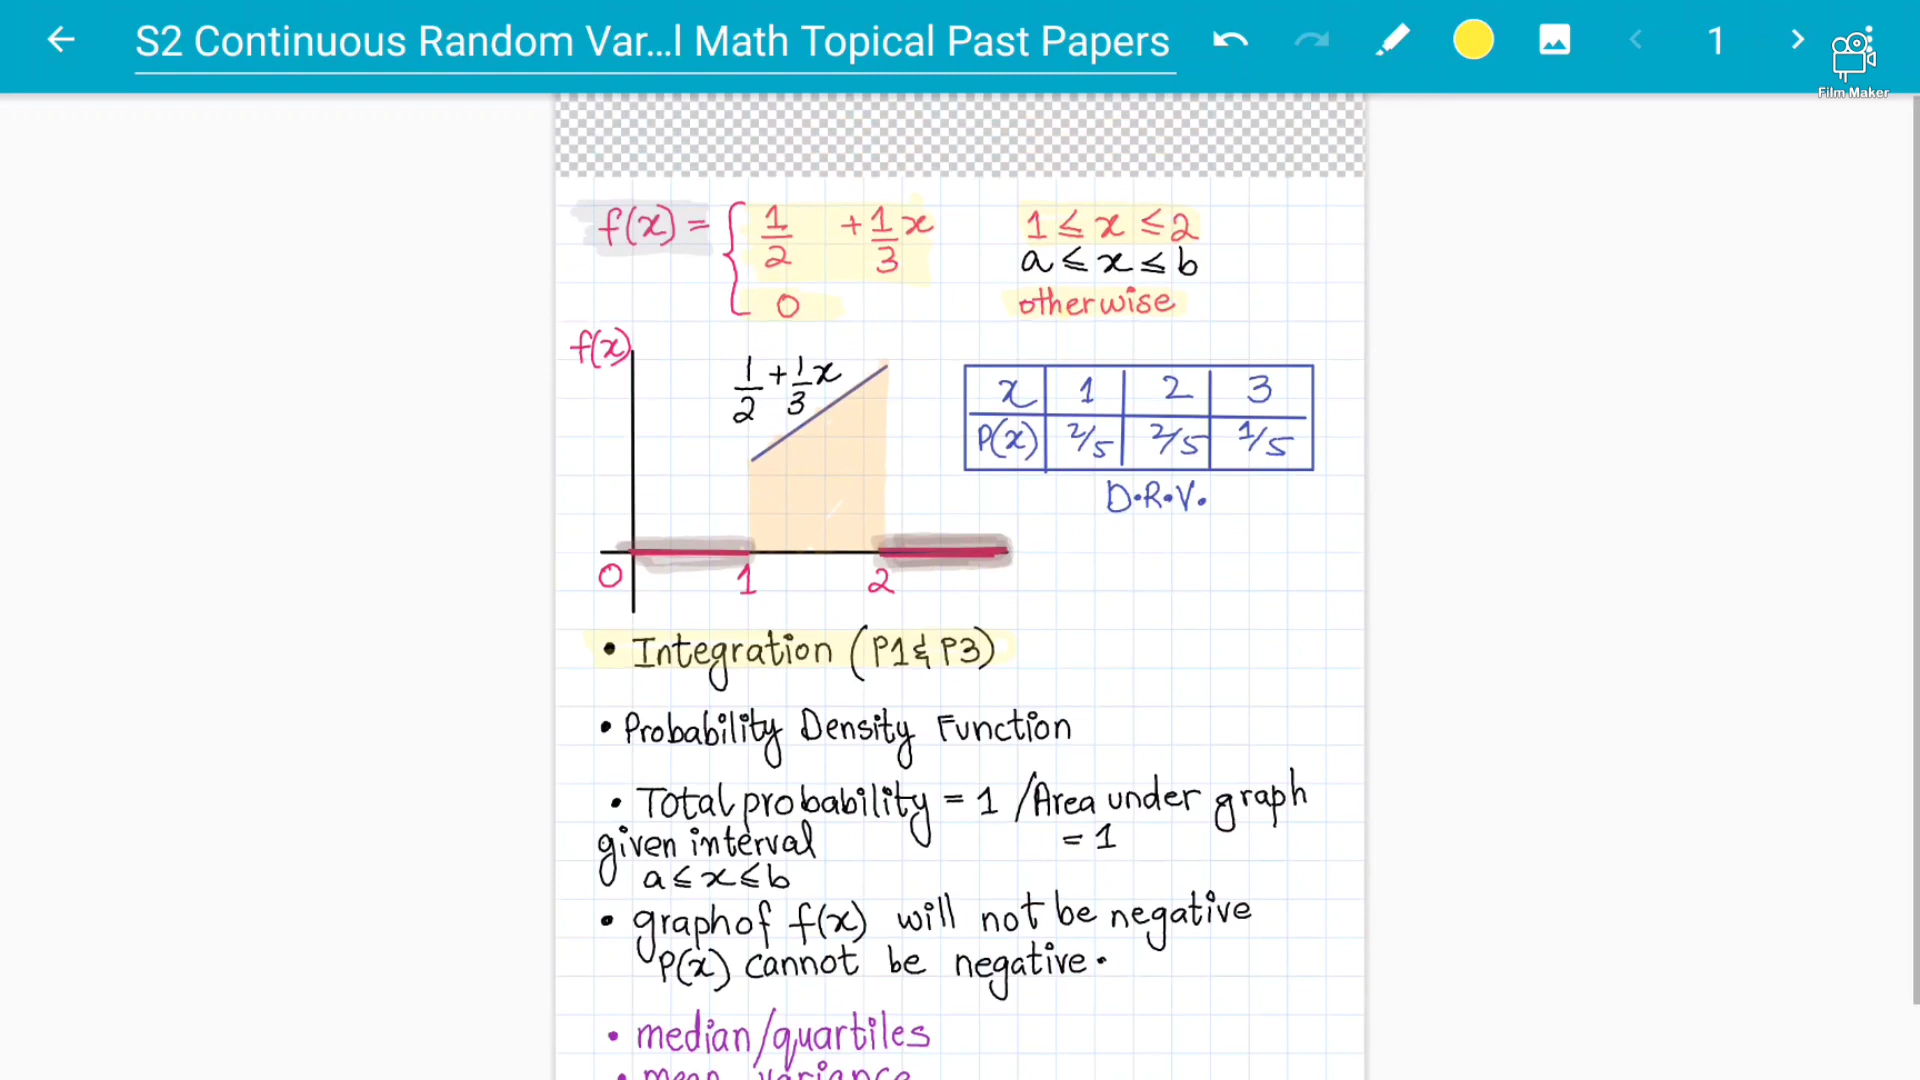 S2 Continuous Random Var...l Math Topical Past Papers
1
Film Maker
f(x) = { 1/2 + 1/3 x 1 ≤ x ≤ 2
a ≤ x ≤ b
0 otherwise
f(x)
1/2 + 1/3 x
x 1 2 3
P(x) 2/5 2/5 1/5
D.R.V.
0 1 2
• Integration (P1 & P3)
• Probability Density Function
• Total probability = 1 / Area under graph
given interval = 1
a ≤ x ≤ b
• graph of f(x) will not be negative
P(x) cannot be negative.
• median/quartiles
• mean, variance